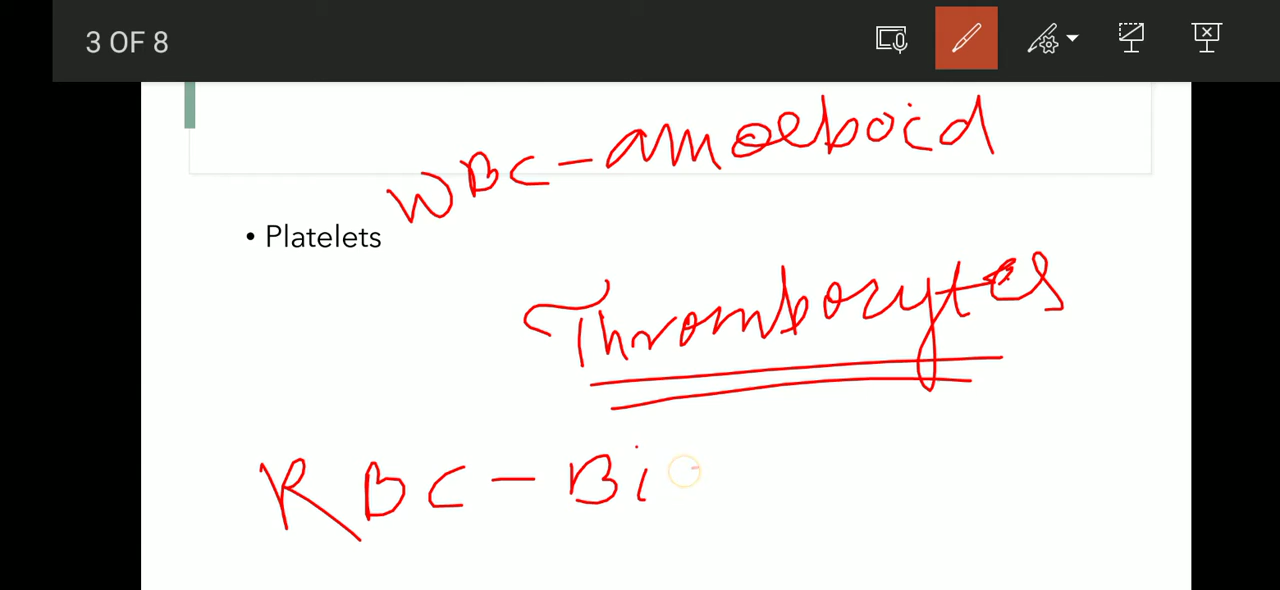 3 OF 8
WBC - amoeboid
• Platelets
Thrombocytes
RBC - Bi